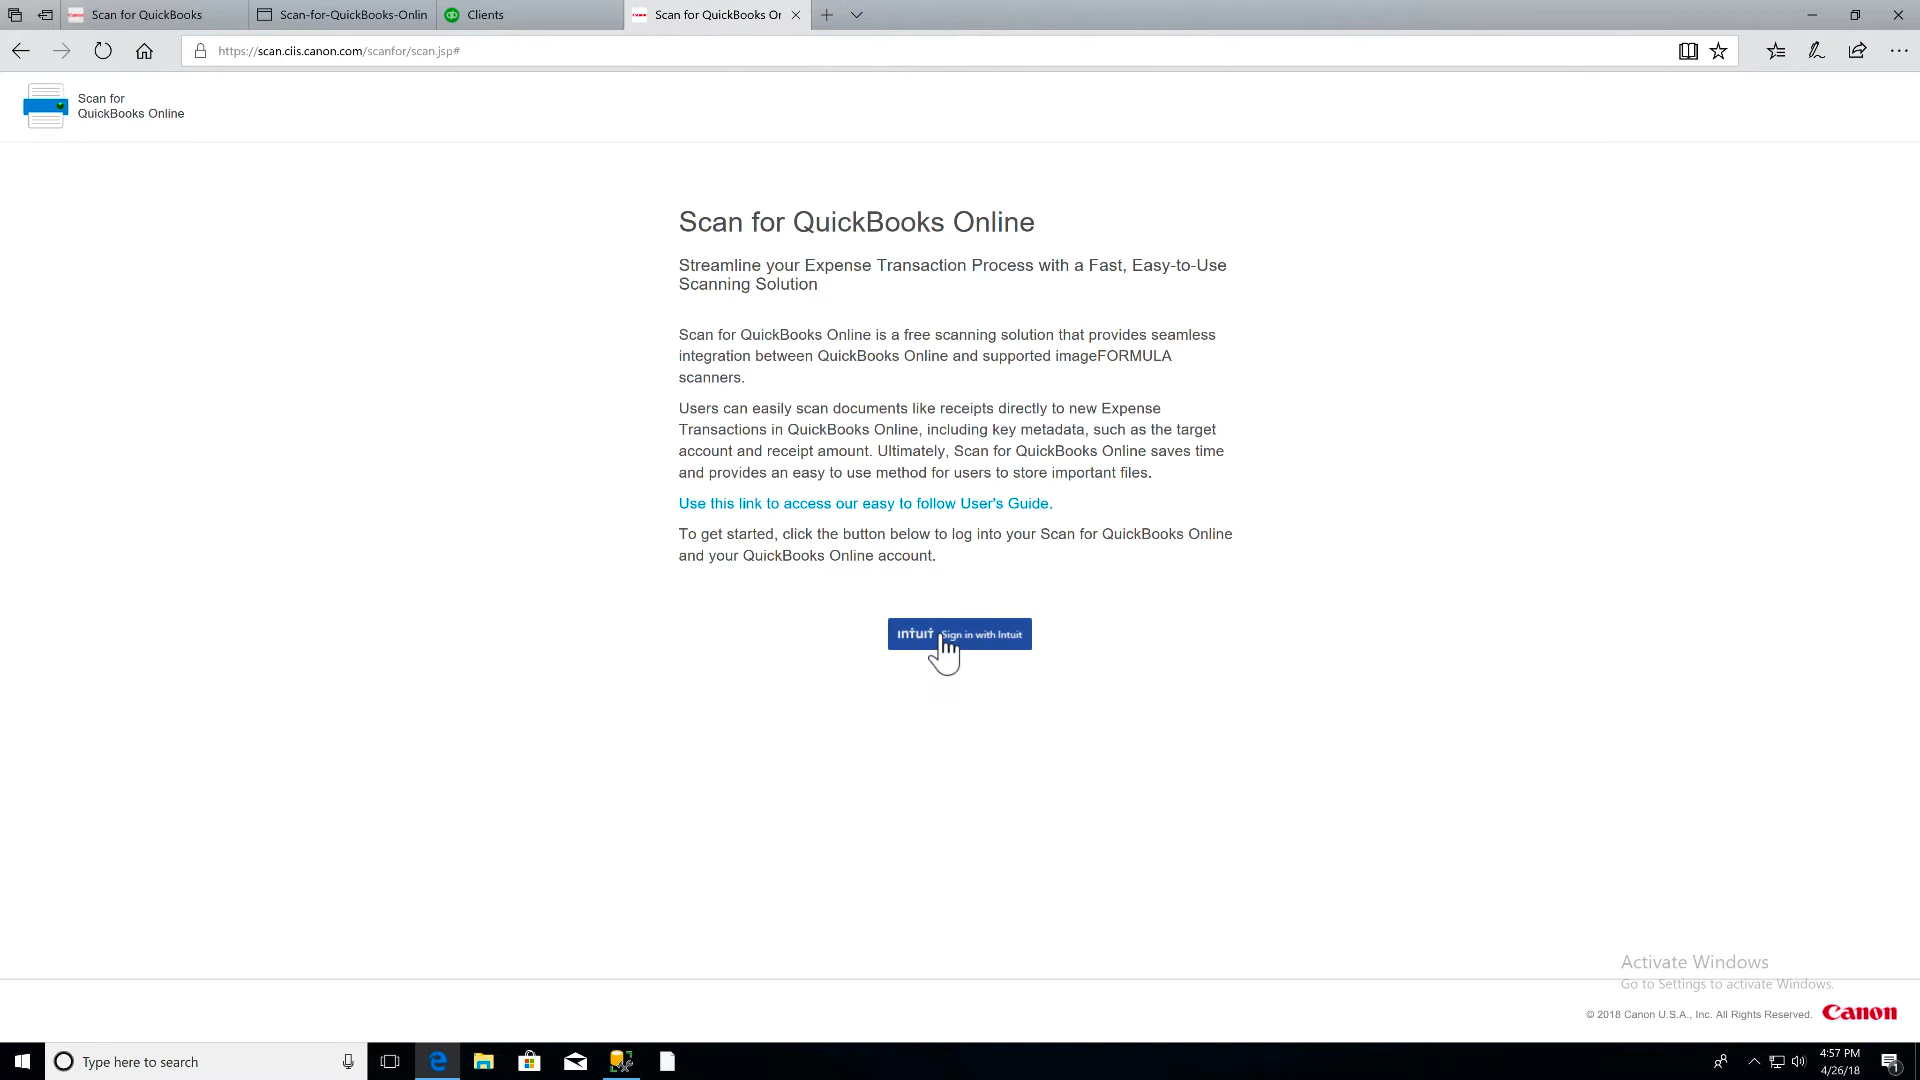 Scan for QuickBooks
Scan-for-QuickBooks-Onlin
Clients
Scan for QuickBooks Or
https://scan.ciis.canon.com/scanfor/scan.jsp#
Scan for
QuickBooks Online
Scan for QuickBooks Online
Streamline your Expense Transaction Process with a Fast, Easy-to-Use
Scanning Solution
Scan for QuickBooks Online is a free scanning solution that provides seamless
integration between QuickBooks Online and supported imageFORMULA
scanners.
Users can easily scan documents like receipts directly to new Expense
Transactions in QuickBooks Online, including key metadata, such as the target
account and receipt amount. Ultimately, Scan for QuickBooks Online saves time
and provides an easy to use method for users to store important files.
Use this link to access our easy to follow User's Guide.
To get started, click the button below to log into your Scan for QuickBooks Online
and your QuickBooks Online account.
intuit Sign in with Intuit
Activate Windows
Go to Settings to activate Windows.
© 2018 Canon U.S.A., Inc. All Rights Reserved. Canon
Type here to search
4:57 PM
4/26/18
1